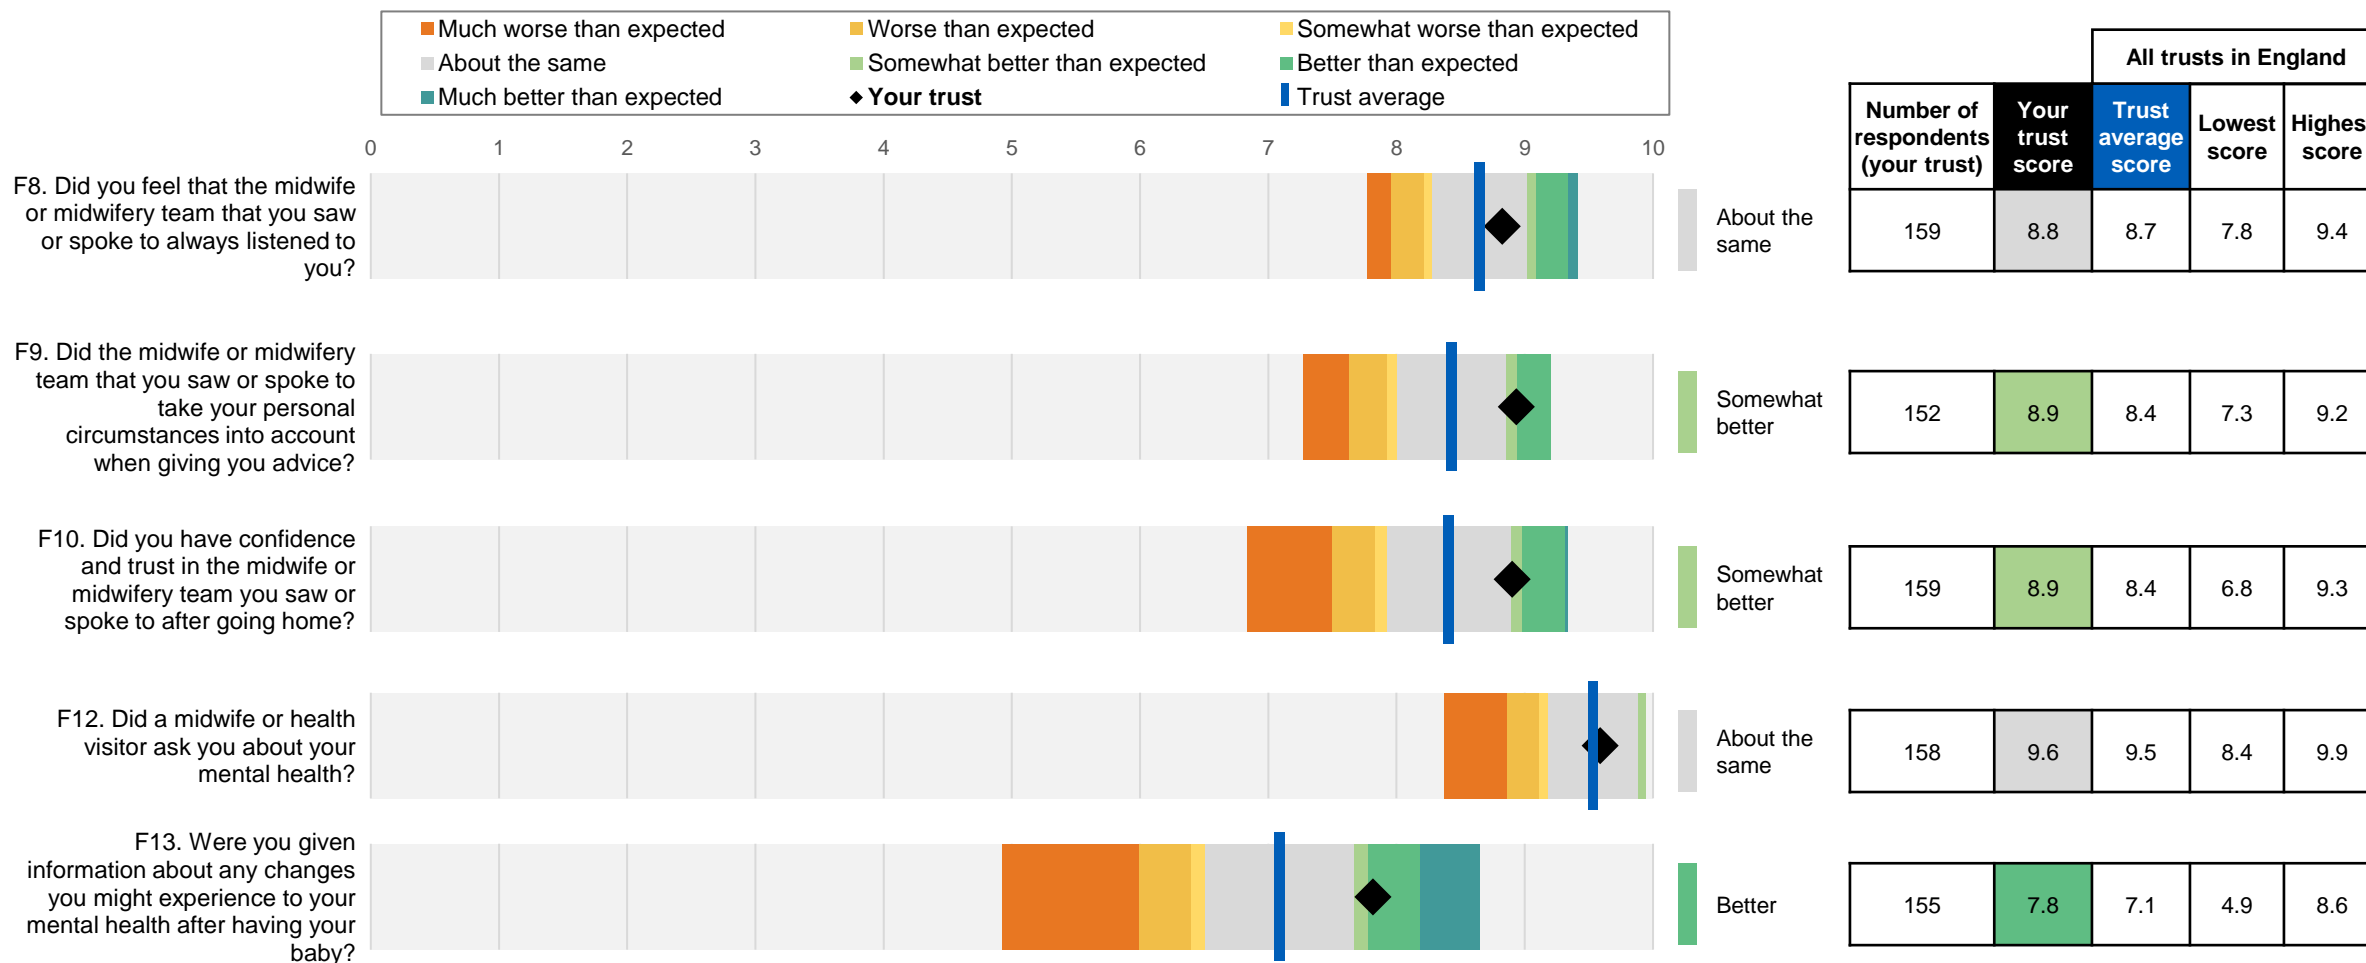 Much worse than expected
Worse than expected
Somewhat worse than expected
About the same
Somewhat better than expected
Better than expected
Much better than expected
Your trust
Trust average
All trusts in England
Number of respondents (your trust)
Your trust score
Trust average score
Lowest score
Highes score
0 1 2 3 4 5 6 7 8 9 10
F8. Did you feel that the midwife
or midwifery team that you saw
or spoke to always listened to
you?
About the
same
159 8.8 8.7 7.8 9.4
F9. Did the midwife or midwifery
team that you saw or spoke to
take your personal
circumstances into account
when giving you advice?
Somewhat
better
152 8.9 8.4 7.3 9.2
F10. Did you have confidence
and trust in the midwife or
midwifery team you saw or
spoke to after going home?
Somewhat
better
159 8.9 8.4 6.8 9.3
F12. Did a midwife or health
visitor ask you about your
mental health?
About the
same
158 9.6 9.5 8.4 9.9
F13. Were you given
information about any changes
you might experience to your
mental health after having your
baby?
Better
155 7.8 7.1 4.9 8.6